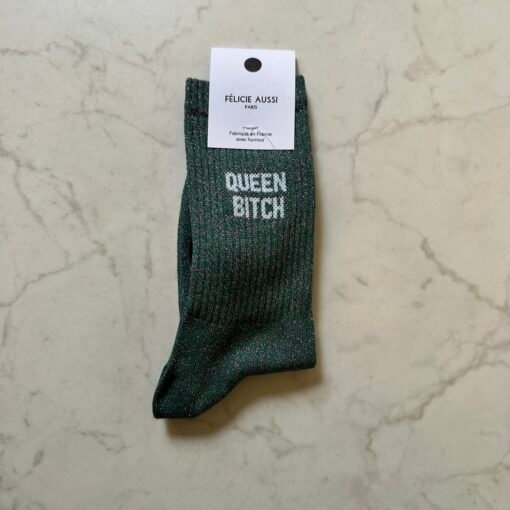 FÉLICIE AUSSI
PARIS
Fabriqué en France
avec humour
QUEEN
BITCH